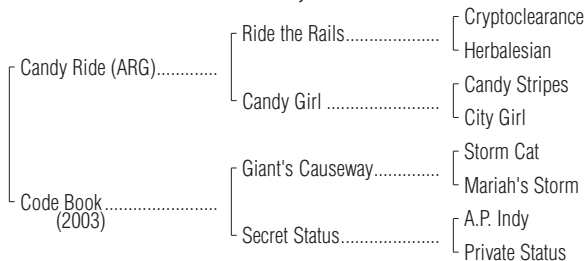 Cryptoclearance
Ride the Rails....................
Herbalesian
Candy Ride (ARG).............
Candy Stripes
Candy Girl ........................
City Girl
Storm Cat
Giant's Causeway..............
Mariah's Storm
Code Book........................
(2003)
A.P. Indy
Secret Status.....................
Private Status